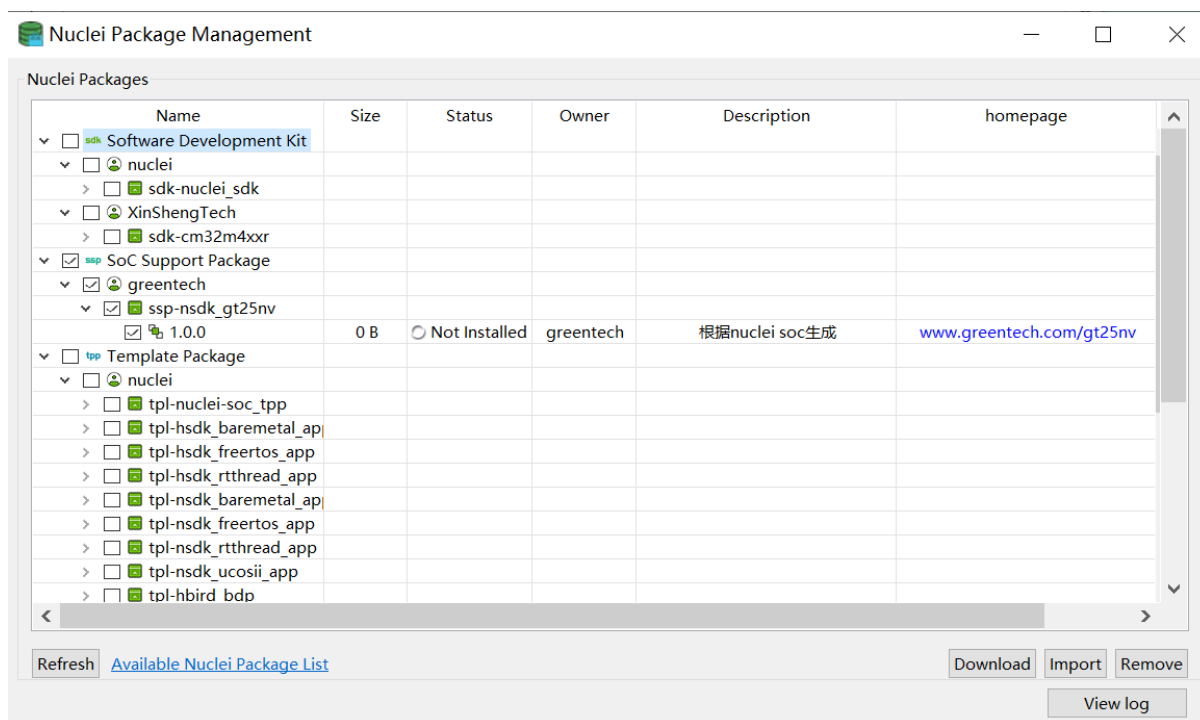 Nuclei Package Management
Nuclei Packages
Name Size Status Owner Description homepage
sdk Software Development Kit
nuclei
sdk-nuclei_sdk
XinShengTech
sdk-cm32m4xxr
ssp SoC Support Package
greentech
ssp-nsdk_gt25nv
1.0.0 0 B Not Installed greentech 根据nuclei soc生成 www.greentech.com/gt25nv
tpp Template Package
nuclei
tpl-nuclei-soc_tpp
tpl-hsdk_baremetal_ap
tpl-hsdk_freertos_app
tpl-hsdk_rtthread_app
tpl-nsdk_baremetal_ap
tpl-nsdk_freertos_app
tpl-nsdk_rtthread_app
tpl-nsdk_ucosii_app
tpl-hbird_bdp
Refresh Available Nuclei Package List Download Import Remove
View log